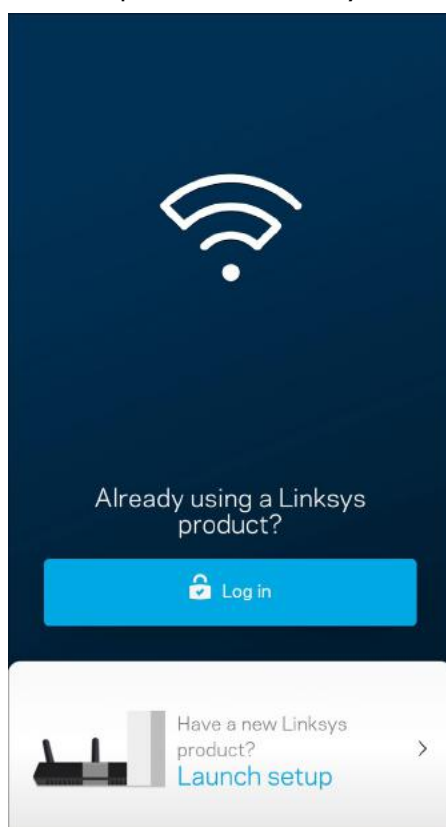 Already using a Linksys
product?
Log in
Have a new Linksys
product?
Launch setup